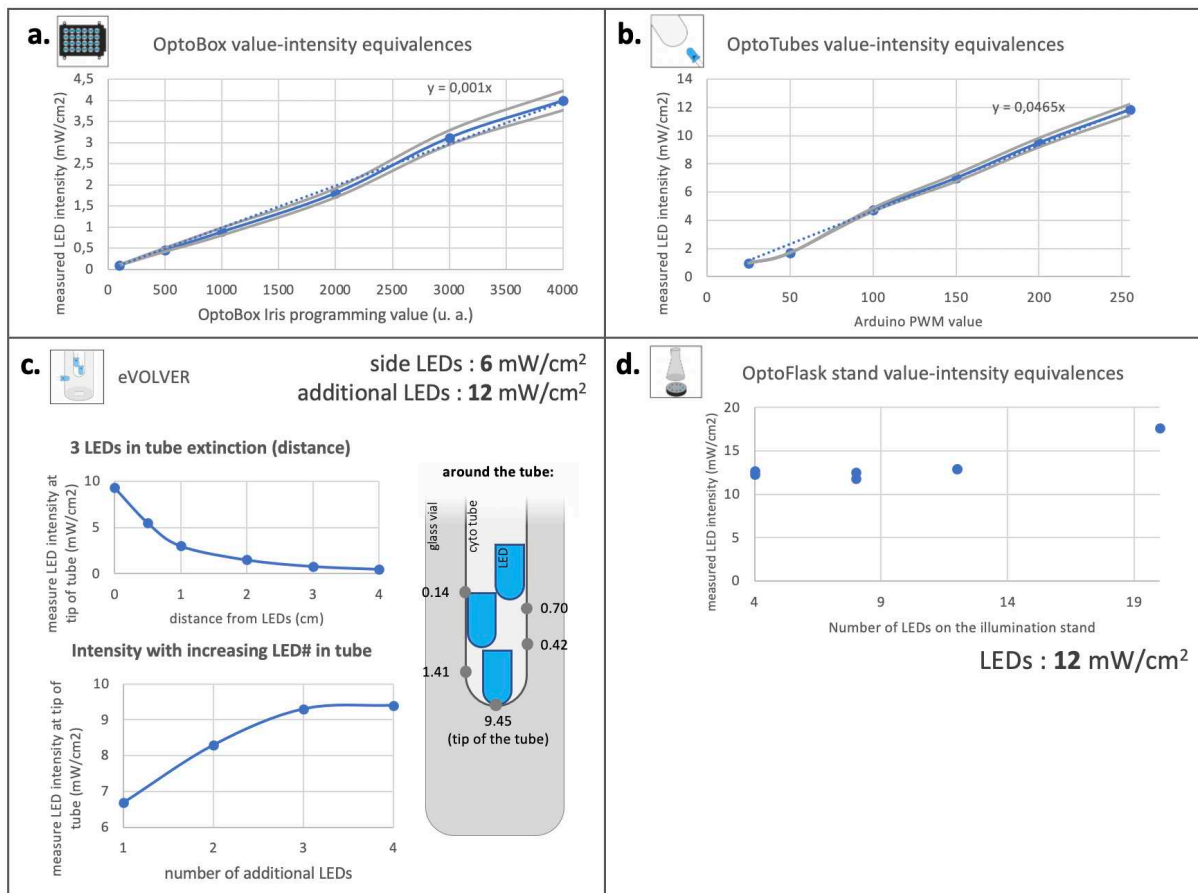 a.
OptoBox value-intensity equivalences
measured LED intensity (mW/cm2)
4,5
4
3,5
3
2,5
2
1,5
1
0,5
0
y = 0,001x
0 500 1000 1500 2000 2500 3000 3500 4000
OptoBox Iris programming value (u. a.)
b.
OptoTubes value-intensity equivalences
measured LED intensity (mW/cm2)
14
12
10
8
6
4
2
0
y = 0,0465x
0 50 100 150 200 250
Arduino PWM value
c.
eVOLVER
side LEDs : 6 mW/cm²
additional LEDs : 12 mW/cm²
3 LEDs in tube extinction (distance)
measure LED intensity at
tip of tube (mW/cm2)
10
5
0
0 1 2 3 4
distance from LEDs (cm)
Intensity with increasing LED# in tube
measure LED intensity at tip of
tube (mW/cm2)
10
9
8
7
6
1 2 3 4
number of additional LEDs
around the tube:
glass vial
cyto tube
LED
0.14
0.70
0.42
1.41
9.45
(tip of the tube)
d.
OptoFlask stand value-intensity equivalences
measured LED intensity (mW/cm2)
20
15
10
5
0
4 9 14 19
Number of LEDs on the illumination stand
LEDs : 12 mW/cm²